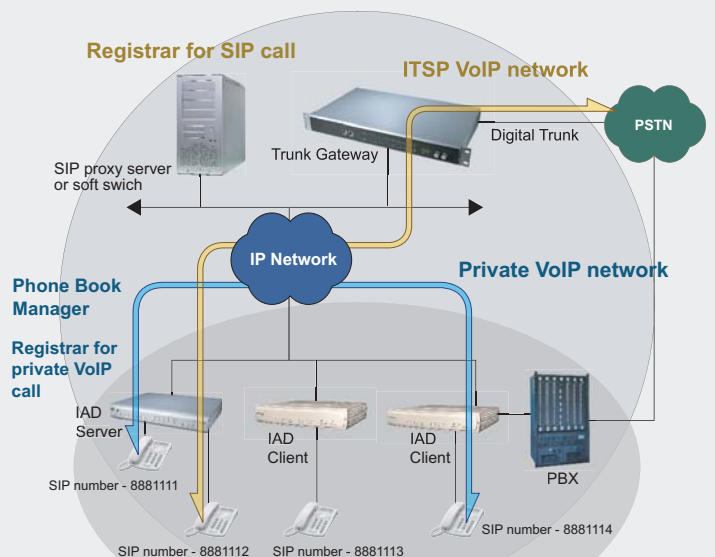 Registrar for SIP call
ITSP VoIP network
PSTN
Digital Trunk
Trunk Gateway
SIP proxy server
or soft swich
IP Network
Private VoIP network
Phone Book
Manager
Registrar for
private VoIP
call
IAD
Server
IAD
Client
IAD
Client
PBX
SIP number - 8881111
SIP number - 8881114
SIP number - 8881112
SIP number - 8881113